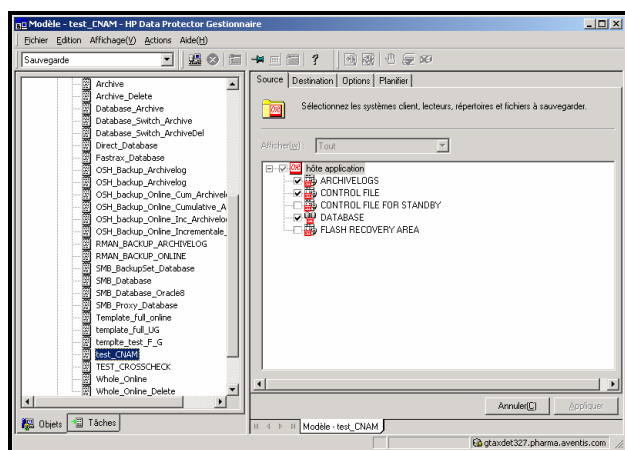 Modèle - test_CNAM - HP Data Protector Gestionnaire
Fichier Edition Affichage(V) Actions Aide(H)
Sauvegarde
Archive
Archive_Delete
Database_Archive
Database_Switch_Archive
Database_Switch_ArchiveDel
Direct_Database
Fastrax_Database
OSH_Backup_Archivelog
OSH_backup_Archivelog
OSH_backup_Online_Cum_Archivel
OSH_backup_Online_Cumulative_A
OSH_backup_Online_Inc_Archivelo
OSH_backup_Online_Incrementale_
RMAN_BACKUP_ARCHIVELOG
RMAN_BACKUP_ONLINE
SMB_BackupSet_Database
SMB_Database
SMB_Database_Oracle8
SMB_Proxy_Database
Template_full_online
template_full_UG
templte_test_F_G
test_CNAM
TEST_CROSSCHECK
Whole_Online
Whole_Online_Delete
Objets Tâches
Source Destination Options Planifier
Sélectionnez les systèmes client, lecteurs, répertoires et fichiers à sauvegarder.
Afficher(w) : Tout
hôte application
ARCHIVELOGS
CONTROL FILE
CONTROL FILE FOR STANDBY
DATABASE
FLASH RECOVERY AREA
Annuler(C) Appliquer
Modèle - test_CNAM
gtaxdet327.pharma.aventis.com